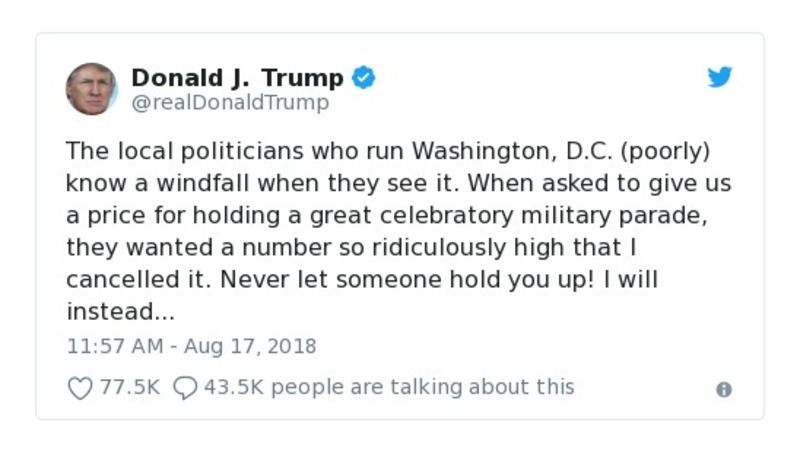 Donald J. Trump
@realDonaldTrump
The local politicians who run Washington, D.C. (poorly)
know a windfall when they see it. When asked to give us
a price for holding a great celebratory military parade,
they wanted a number so ridiculously high that I
cancelled it. Never let someone hold you up! I will
instead...
11:57 AM - Aug 17, 2018
77.5K 43.5K people are talking about this